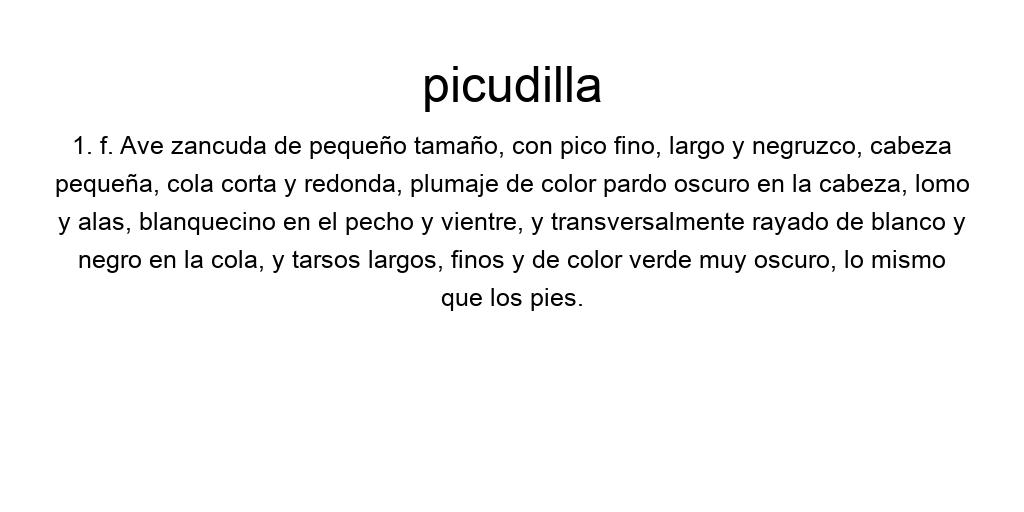 picudilla
1. f. Ave zancuda de pequeño tamaño, con pico fino, largo y negruzco, cabeza
pequeña, cola corta y redonda, plumaje de color pardo oscuro en la cabeza, lomo
y alas, blanquecino en el pecho y vientre, y transversalmente rayado de blanco y
negro en la cola, y tarsos largos, finos y de color verde muy oscuro, lo mismo
que los pies.